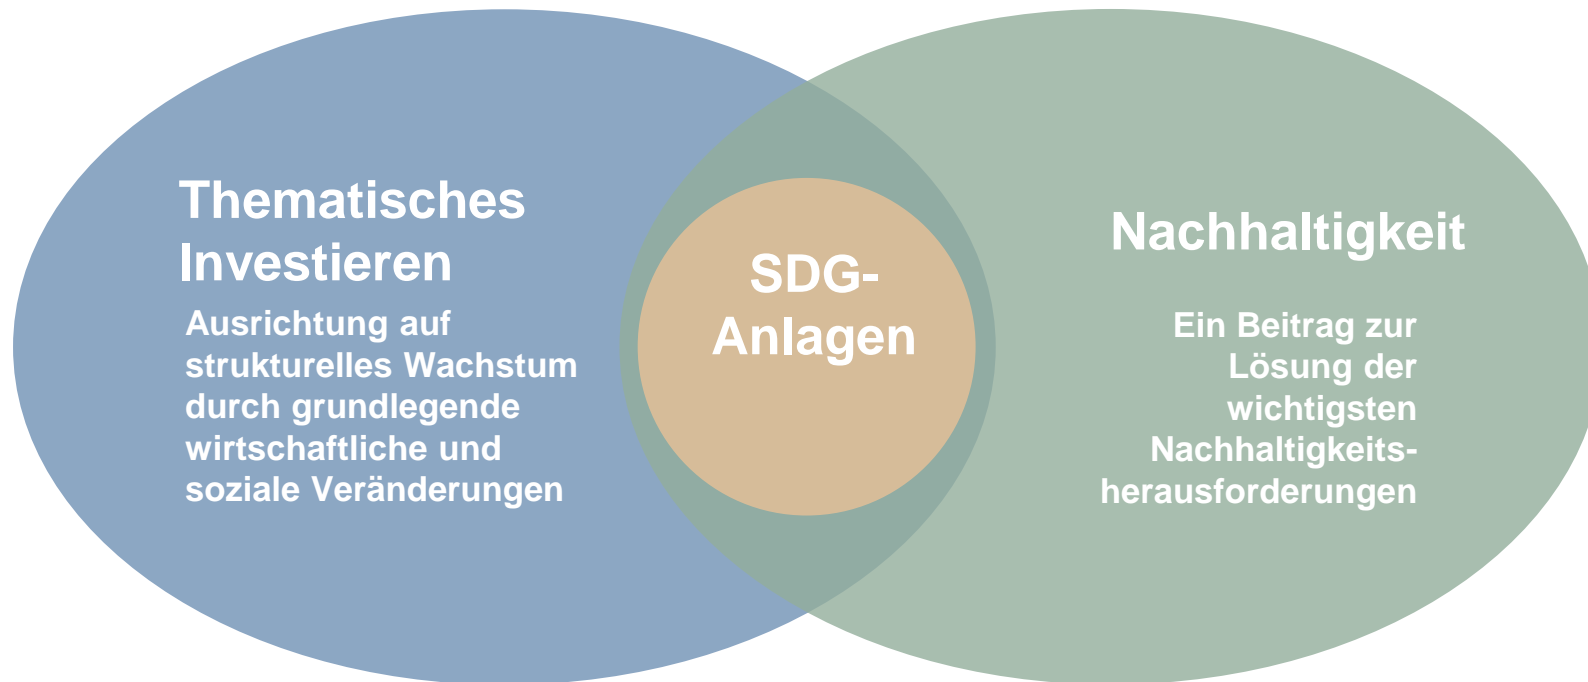 Thematisches
Investieren
Ausrichtung auf
strukturelles Wachstum
durch grundlegende
wirtschaftliche und
soziale Veränderungen
SDG-
Anlagen
Nachhaltigkeit
Ein Beitrag zur
Lösung der
wichtigsten
Nachhaltigkeits-
herausforderungen